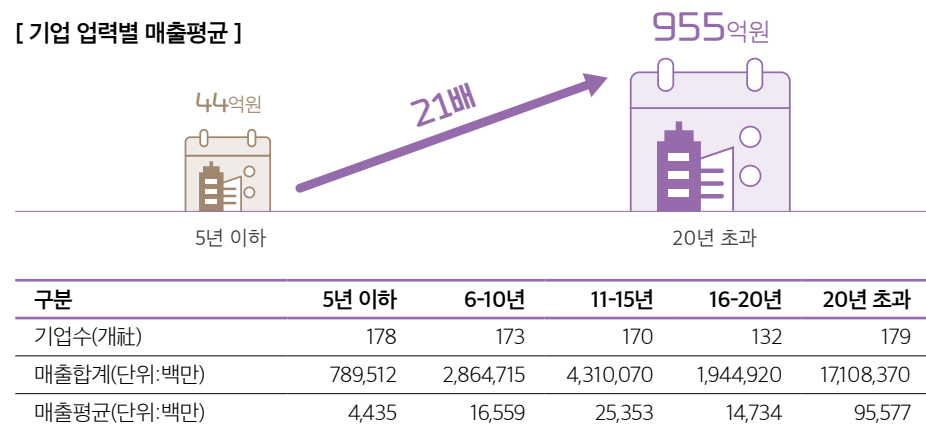 [ 기업 업력별 매출평균 ]
955억원
44억원
21배
5년 이하
20년 초과
구분 5년 이하 6-10년 11-15년 16-20년 20년 초과
기업수(개社) 178 173 170 132 179
매출합계(단위:백만) 789,512 2,864,715 4,310,070 1,944,920 17,108,370
매출평균(단위:백만) 4,435 16,559 25,353 14,734 95,577